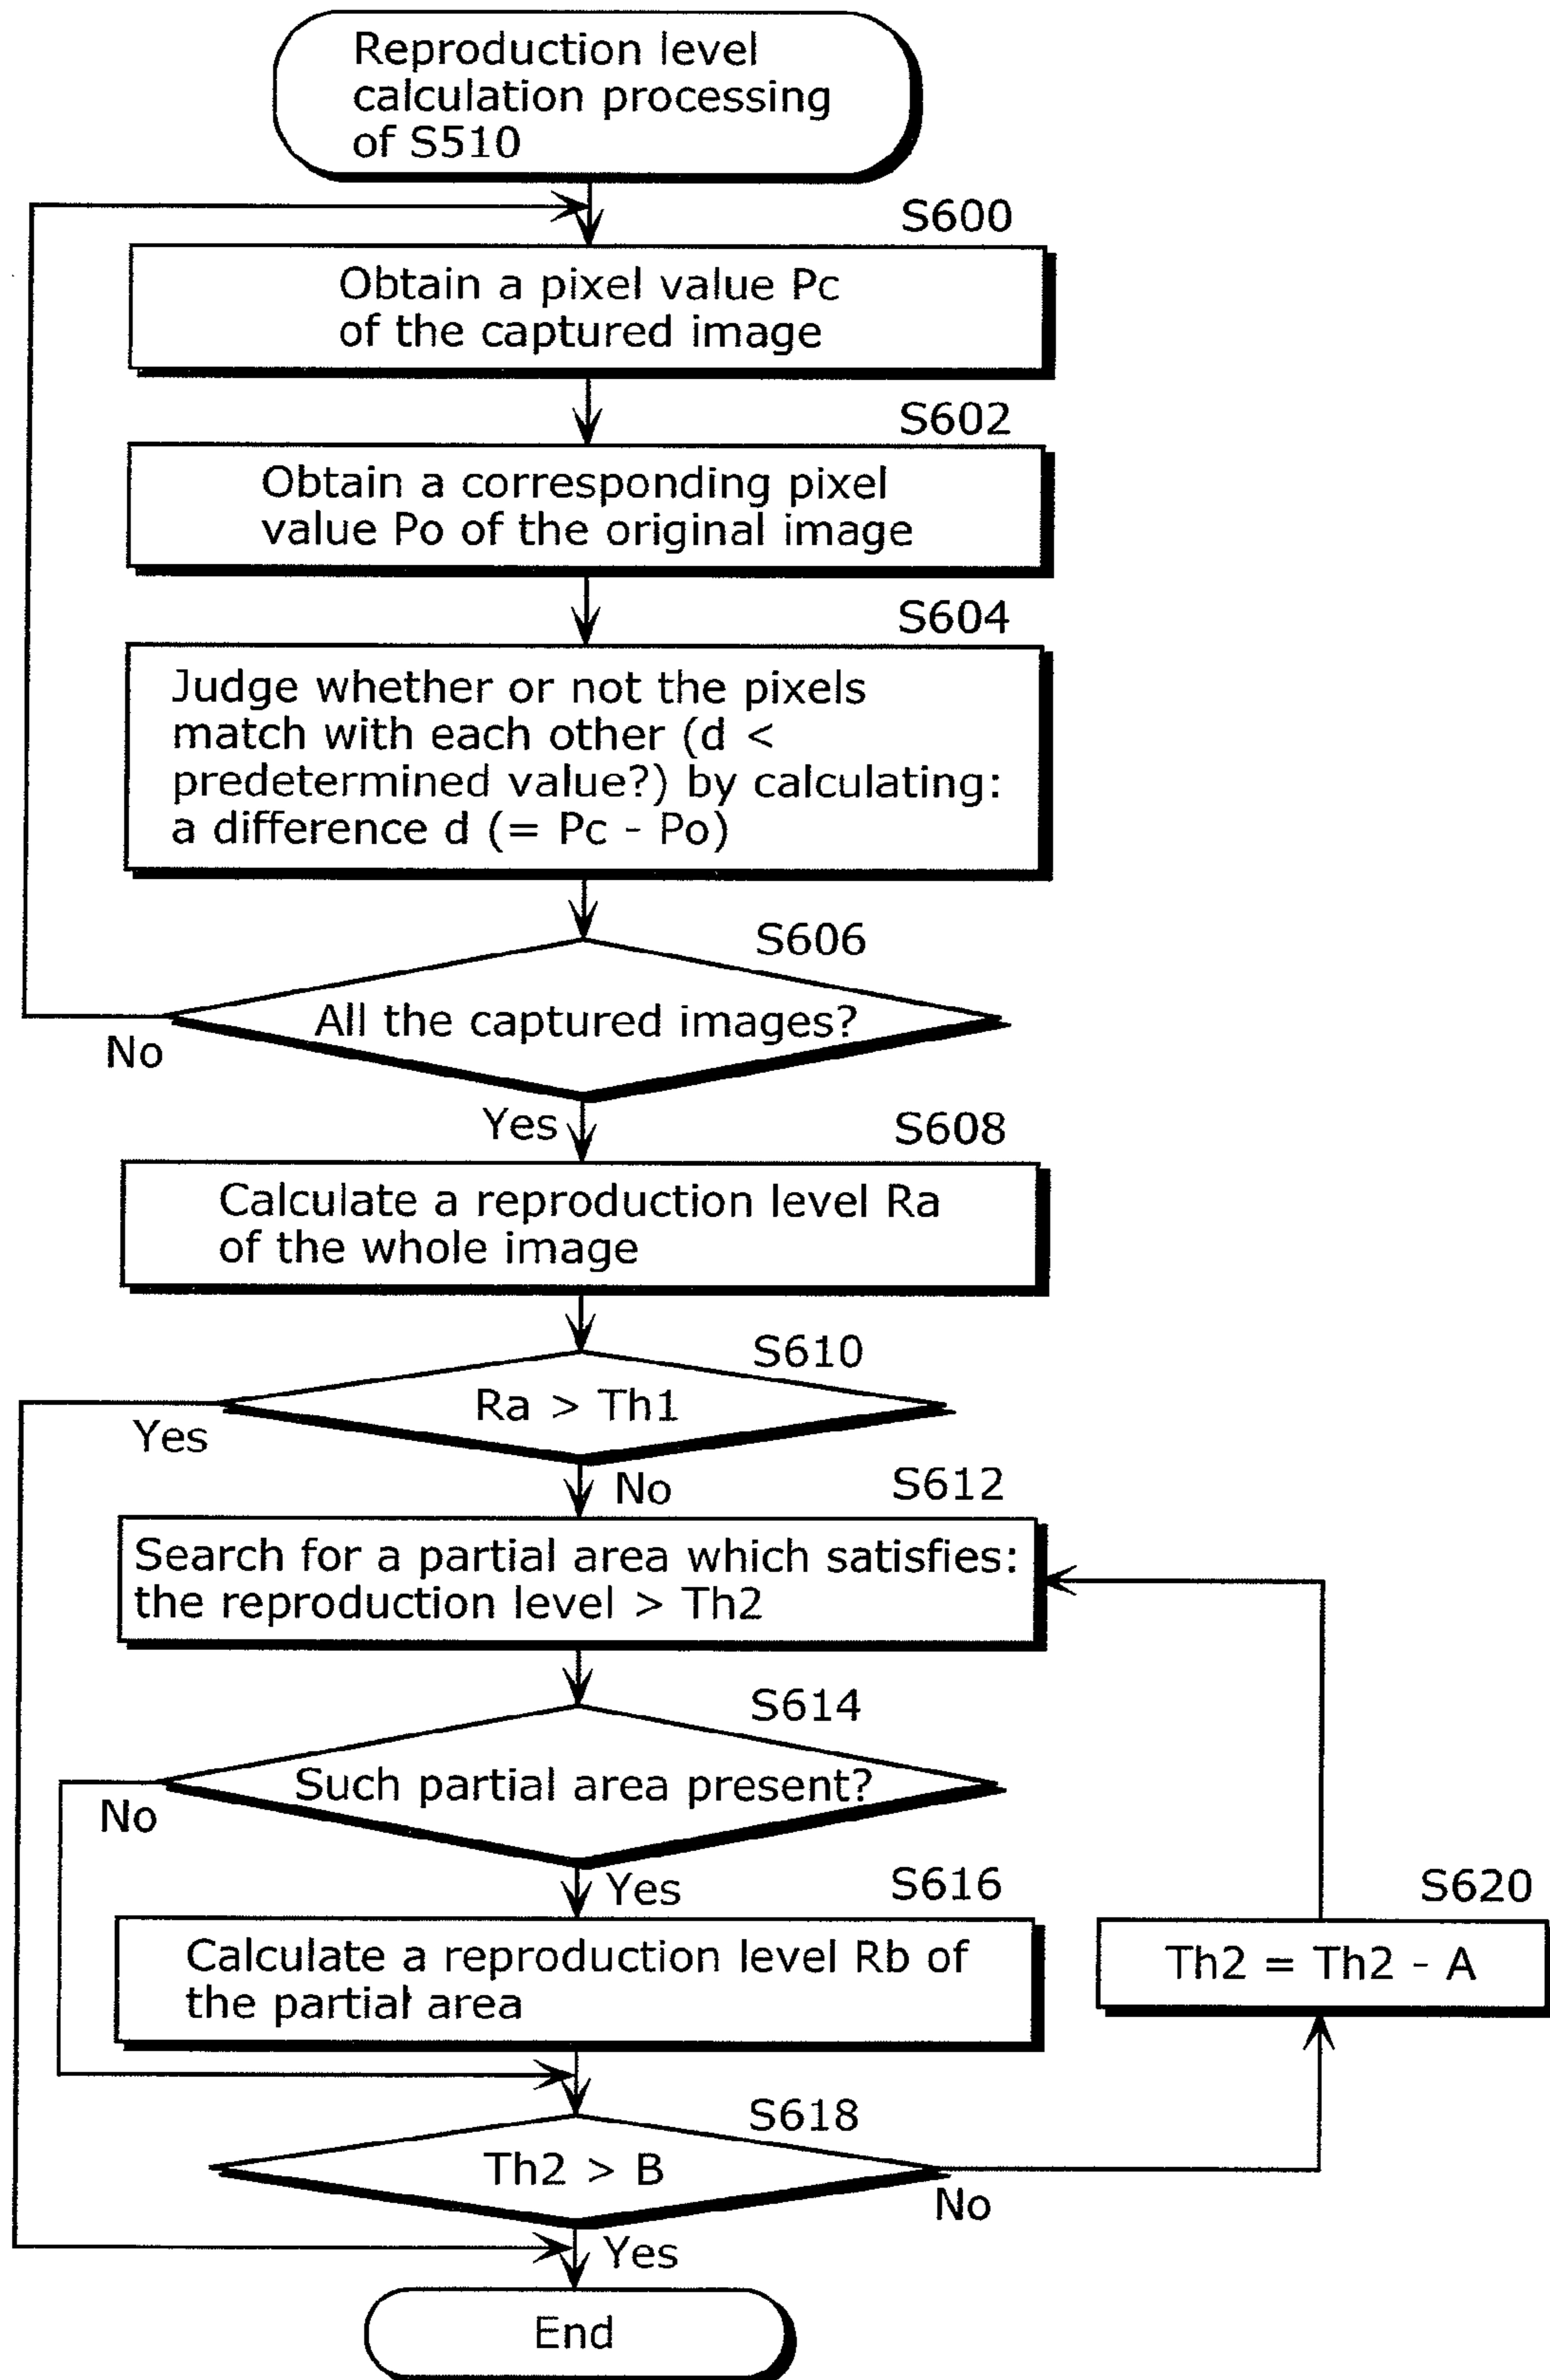 Reproduction level
calculation processing
of S510
S600
Obtain a pixel value Pc
of the captured image
S602
Obtain a corresponding pixel
value Po of the original image
S604
Judge whether or not the pixels
match with each other (d <
predetermined value?) by calculating:
a difference d (= Pc - Po)
S606
All the captured images?
No
Yes
S608
Calculate a reproduction level Ra
of the whole image
S610
Ra > Th1
Yes
No
S612
Search for a partial area which satisfies:
the reproduction level > Th2
S614
Such partial area present?
No
Yes
S616
Calculate a reproduction level Rb of
the partial area
S620
Th2 = Th2 - A
S618
Th2 > B
No
Yes
End